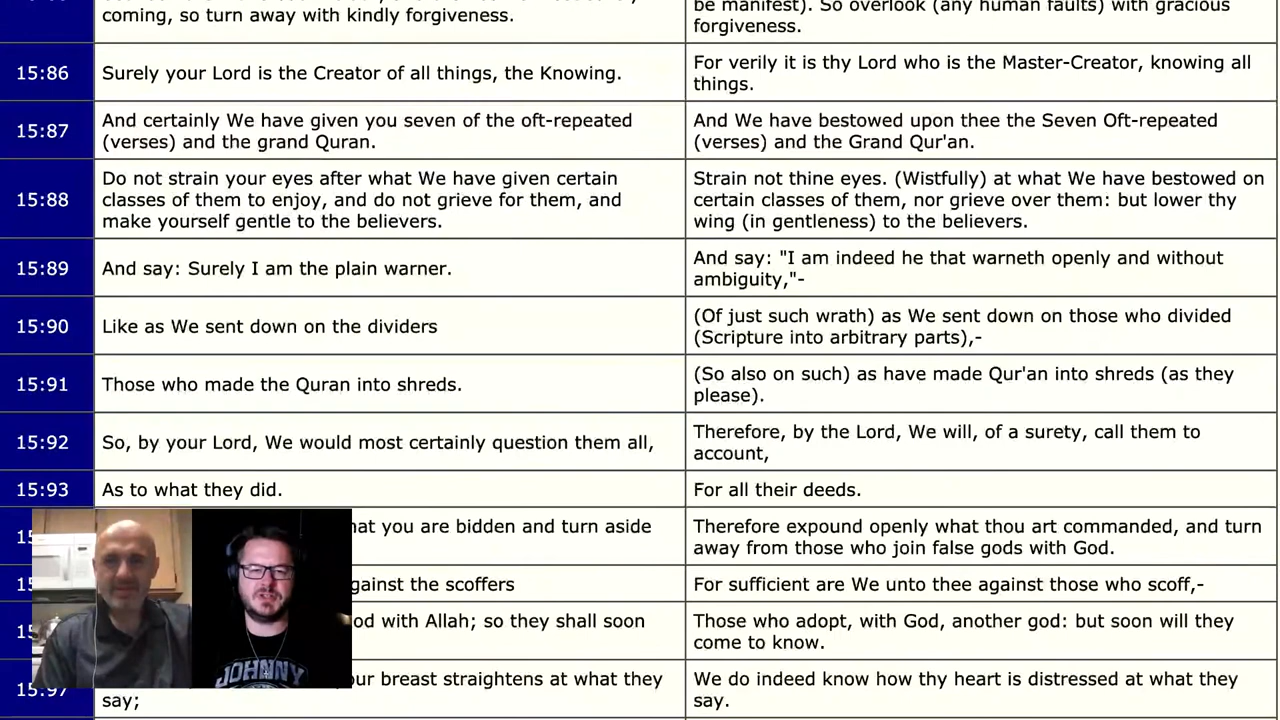 coming, so turn away with kindly forgiveness.
be manifest). So overlook (any human faults) with gracious
forgiveness.
15:86
Surely your Lord is the Creator of all things, the Knowing.
For verily it is thy Lord who is the Master-Creator, knowing all
things.
15:87
And certainly We have given you seven of the oft-repeated
(verses) and the grand Quran.
And We have bestowed upon thee the Seven Oft-repeated
(verses) and the Grand Qur'an.
15:88
Do not strain your eyes after what We have given certain
classes of them to enjoy, and do not grieve for them, and
make yourself gentle to the believers.
Strain not thine eyes. (Wistfully) at what We have bestowed on
certain classes of them, nor grieve over them: but lower thy
wing (in gentleness) to the believers.
15:89
And say: Surely I am the plain warner.
And say: "I am indeed he that warneth openly and without
ambiguity,"-
15:90
Like as We sent down on the dividers
(Of just such wrath) as We sent down on those who divided
(Scripture into arbitrary parts),-
15:91
Those who made the Quran into shreds.
(So also on such) as have made Qur'an into shreds (as they
please).
15:92
So, by your Lord, We would most certainly question them all,
Therefore, by the Lord, We will, of a surety, call them to
account,
15:93
As to what they did.
For all their deeds.
you are bidden and turn aside
Therefore expound openly what thou art commanded, and turn
away from those who join false gods with God.
the scoffers
For sufficient are We unto thee against those who scoff,-
with Allah; so they shall soon
Those who adopt, with God, another god: but soon will they
come to know.
15:97
breast straightens at what they
say;
We do indeed know how thy heart is distressed at what they
say.
JOHNNY